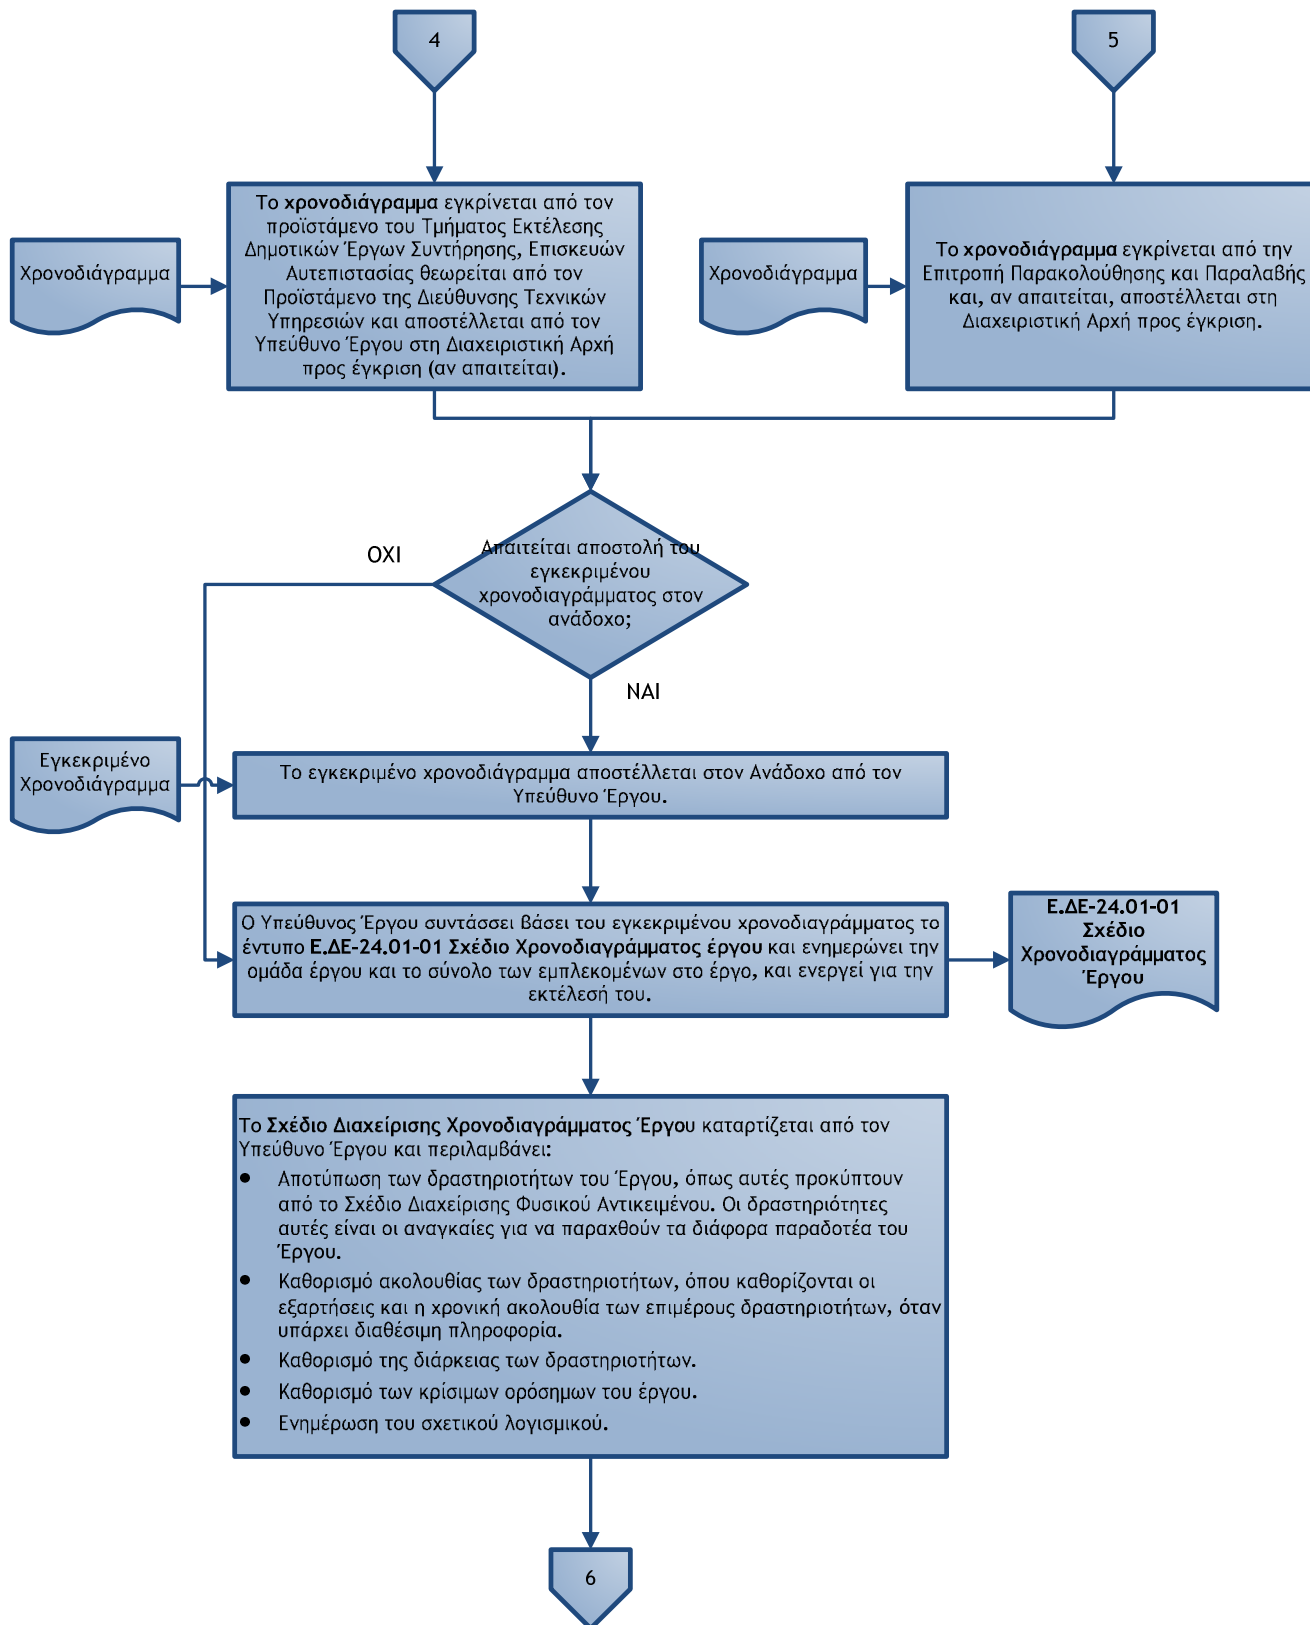 4
5
Το χρονοδιάγραμμα εγκρίνεται από τον
προϊστάμενο του Τμήματος Εκτέλεσης
Δημοτικών Έργων Συντήρησης, Επισκευών
Αυτεπιστασίας θεωρείται από τον
Προϊστάμενο της Διεύθυνσης Τεχνικών
Υπηρεσιών και αποστέλλεται από τον
Υπεύθυνο Έργου στη Διαχειριστική Αρχή
προς έγκριση (αν απαιτείται).
Χρονοδιάγραμμα
Χρονοδιάγραμμα
Το χρονοδιάγραμμα εγκρίνεται από την
Επιτροπή Παρακολούθησης και Παραλαβής
και, αν απαιτείται, αποστέλλεται στη
Διαχειριστική Αρχή προς έγκριση.
ΟΧΙ
Απαιτείται αποστολή του
εγκεκριμένου
χρονοδιαγράμματος στον
ανάδοχο;
ΝΑΙ
Εγκεκριμένο
Χρονοδιάγραμμα
Το εγκεκριμένο χρονοδιάγραμμα αποστέλλεται στον Ανάδοχο από τον
Υπεύθυνο Έργου.
Ο Υπεύθυνος Έργου συντάσσει βάσει του εγκεκριμένου χρονοδιαγράμματος το
έντυπο Ε.ΔΕ-24.01-01 Σχέδιο Χρονοδιαγράμματος έργου και ενημερώνει την
ομάδα έργου και το σύνολο των εμπλεκομένων στο έργο, και ενεργεί για την
εκτέλεσή του.
Ε.ΔΕ-24.01-01
Σχέδιο
Χρονοδιαγράμματος
Έργου
Το Σχέδιο Διαχείρισης Χρονοδιαγράμματος Έργου καταρτίζεται από τον
Υπεύθυνο Έργου και περιλαμβάνει:
● Αποτύπωση των δραστηριοτήτων του Έργου, όπως αυτές προκύπτουν
από το Σχέδιο Διαχείρισης Φυσικού Αντικειμένου. Οι δραστηριότητες
αυτές είναι οι αναγκαίες για να παραχθούν τα διάφορα παραδοτέα του
Έργου.
● Καθορισμό ακολουθίας των δραστηριοτήτων, όπου καθορίζονται οι
εξαρτήσεις και η χρονική ακολουθία των επιμέρους δραστηριοτήτων, όταν
υπάρχει διαθέσιμη πληροφορία.
● Καθορισμό της διάρκειας των δραστηριοτήτων.
● Καθορισμό των κρίσιμων ορόσημων του έργου.
● Ενημέρωση του σχετικού λογισμικού.
6